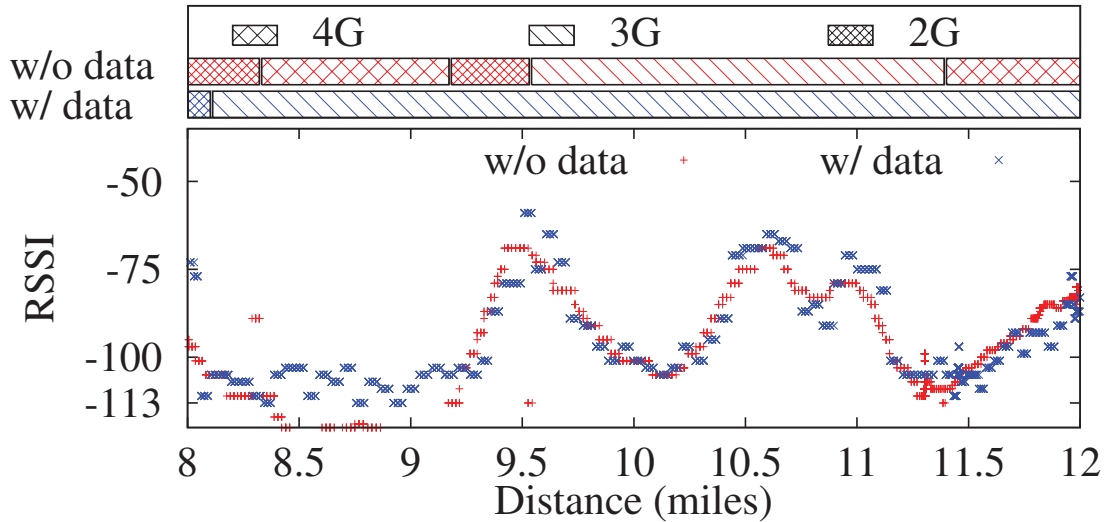 4G 3G 2G
w/o data
w/ data
w/o data w/ data
-50
-75
-100
-113
RSSI
8 8.5 9 9.5 10 10.5 11 11.5 12
Distance (miles)